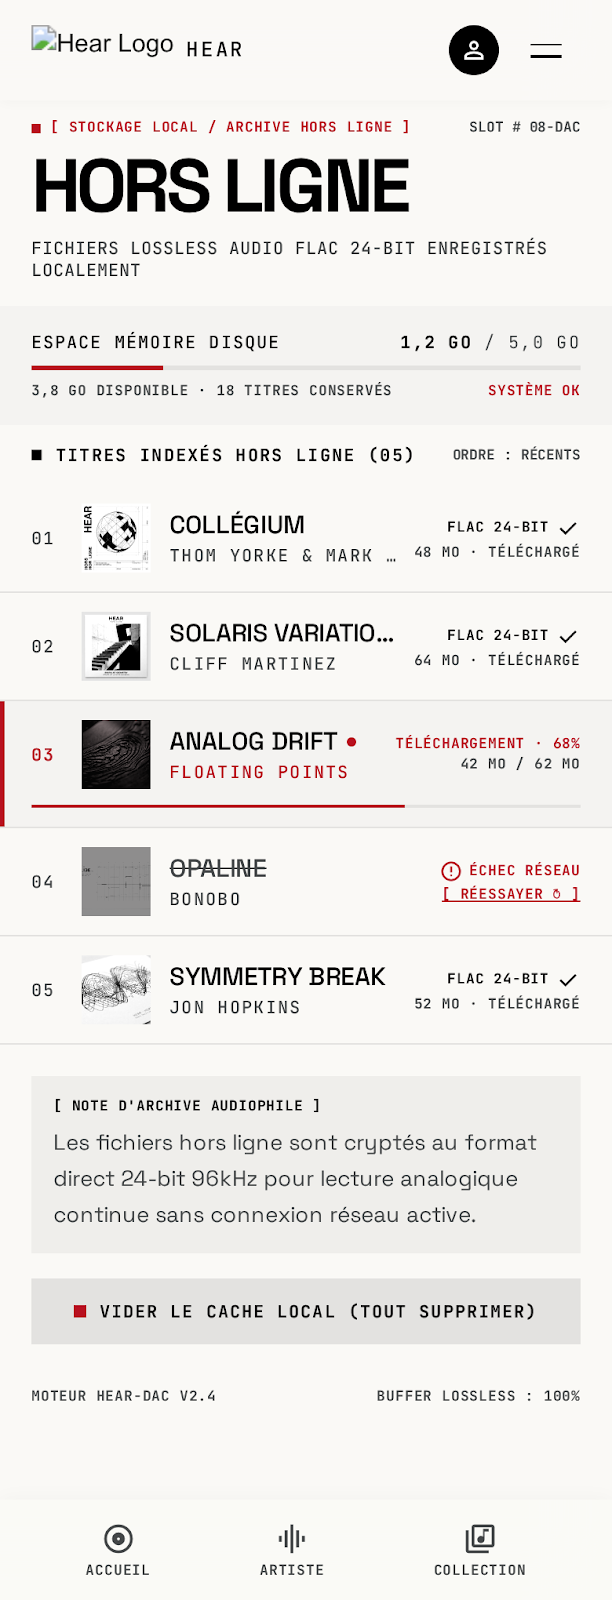 Hear Logo HEAR
[ STOCKAGE LOCAL / ARCHIVE HORS LIGNE ] SLOT # 08-DAC
HORS LIGNE
FICHIERS LOSSLESS AUDIO FLAC 24-BIT ENREGISTRÉS
LOCALEMENT
ESPACE MÉMOIRE DISQUE 1,2 GO / 5,0 GO
3,8 GO DISPONIBLE · 18 TITRES CONSERVÉS SYSTÈME OK
TITRES INDEXÉS HORS LIGNE (05) ORDRE : RÉCENTS
HEAR
01 COLLÉGIUM FLAC 24-BIT
THOM YORKE & MARK … 48 MO · TÉLÉCHARGÉ
HEAR
02 SOLARIS VARIATIO... FLAC 24-BIT
CLIFF MARTINEZ 64 MO · TÉLÉCHARGÉ
03 ANALOG DRIFT TÉLÉCHARGEMENT · 68%
FLOATING POINTS 42 MO / 62 MO
04 OPALINE ÉCHEC RÉSEAU
BONOBO [ RÉESSAYER ↻ ]
05 SYMMETRY BREAK FLAC 24-BIT
JON HOPKINS 52 MO · TÉLÉCHARGÉ
[ NOTE D'ARCHIVE AUDIOPHILE ]
Les fichiers hors ligne sont cryptés au format
direct 24-bit 96kHz pour lecture analogique
continue sans connexion réseau active.
VIDER LE CACHE LOCAL (TOUT SUPPRIMER)
MOTEUR HEAR-DAC V2.4 BUFFER LOSSLESS : 100%
ACCUEIL ARTISTE COLLECTION